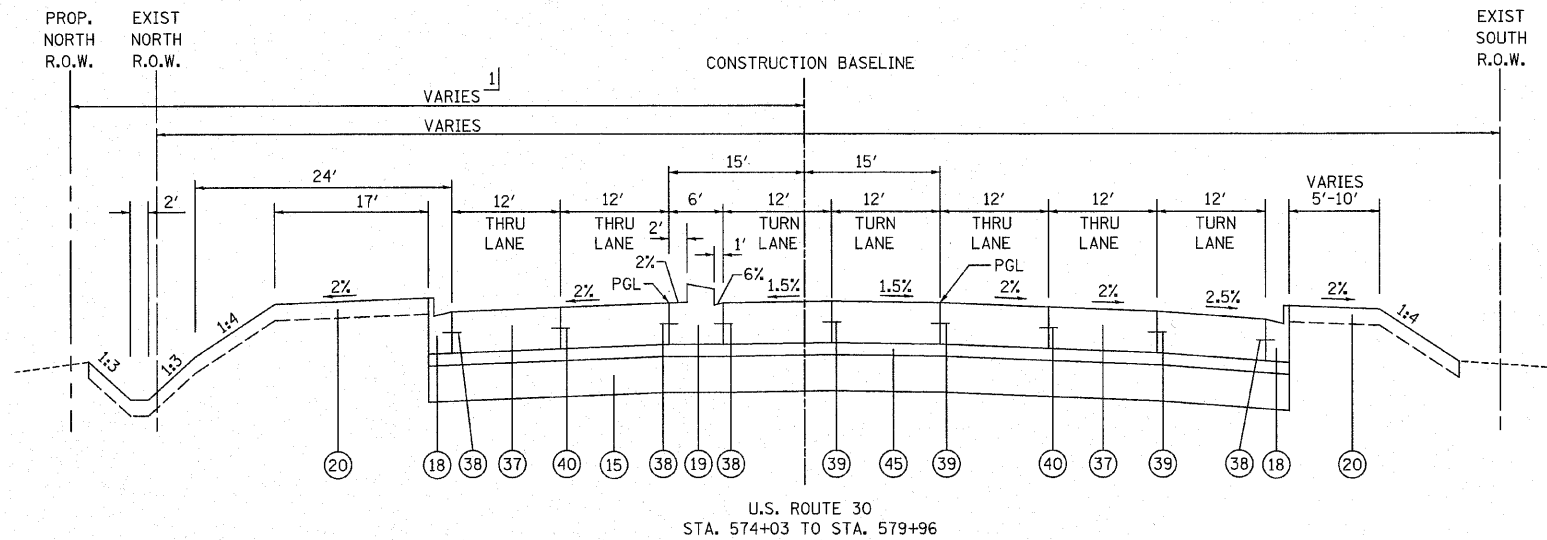 PROP. NORTH R.O.W.
EXIST NORTH R.O.W.
EXIST SOUTH R.O.W.
CONSTRUCTION BASELINE
VARIES 1
VARIES
15' 15'
24'
17'
2'
12' THRU LANE
12' THRU LANE
6'
2'
1'
12' TURN LANE
12' TURN LANE
12' THRU LANE
12' THRU LANE
12' TURN LANE
VARIES 5'-10'
2% 6%
PGL PGL
1:3 1:3 1:4 2% 2% 1.5% 1.5% 2% 2% 2.5% 2% 1:4
20 18 38 37 40 15 38 19 38 39 45 39 40 37 39 38 18 20
U.S. ROUTE 30
STA. 574+03 TO STA. 579+96